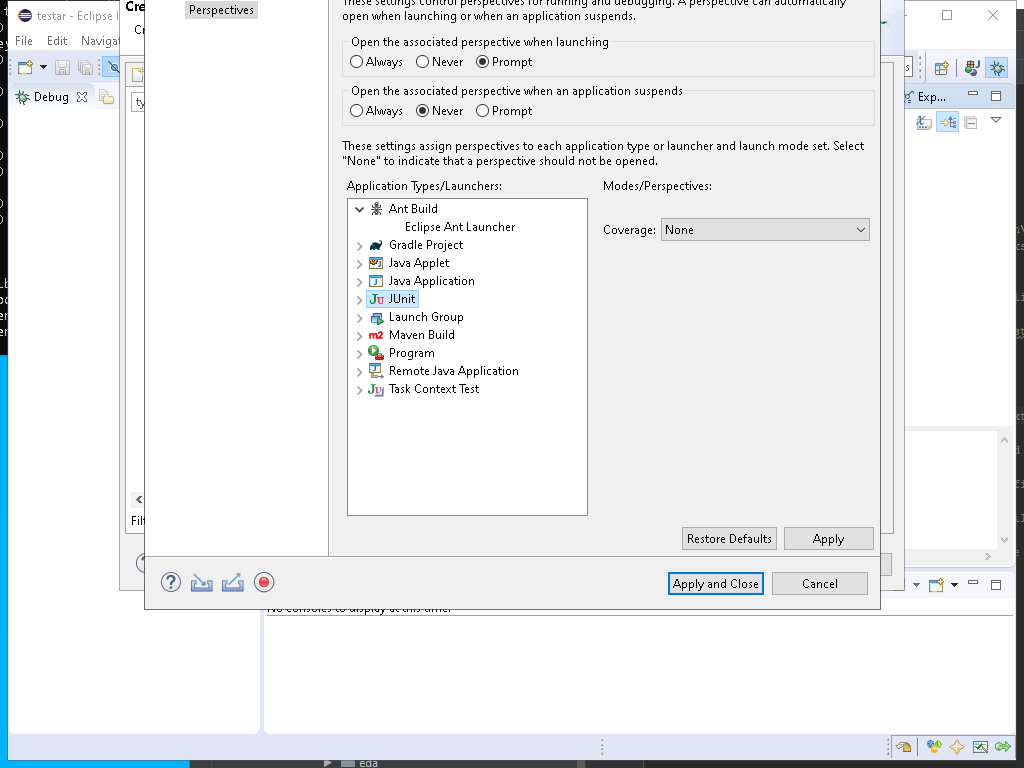 These settings control perspectives for running and debugging. A perspective can automatically
open when launching or when an application suspends.
Perspectives
testar - Eclipse I
File Edit Navigat
Cre
Cr
Open the associated perspective when launching
Always Never Prompt
Open the associated perspective when an application suspends
Always Never Prompt
Debug
ty
Exp...
These settings assign perspectives to each application type or launcher and launch mode set. Select
"None" to indicate that a perspective should not be opened.
Application Types/Launchers:
Modes/Perspectives:
Ant Build
Eclipse Ant Launcher
Coverage: None
Gradle Project
Java Applet
Java Application
Ju JUnit
Launch Group
m2 Maven Build
Program
Remote Java Application
Task Context Test
Filt
Restore Defaults Apply
Apply and Close Cancel
No consoles to display at this time.
eda